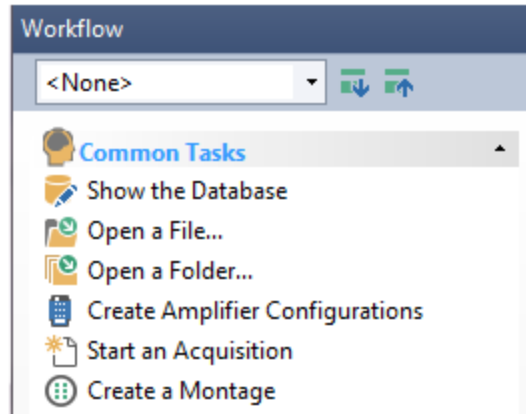 Workflow
<None>
Common Tasks
Show the Database
Open a File...
Open a Folder...
Create Amplifier Configurations
Start an Acquisition
Create a Montage